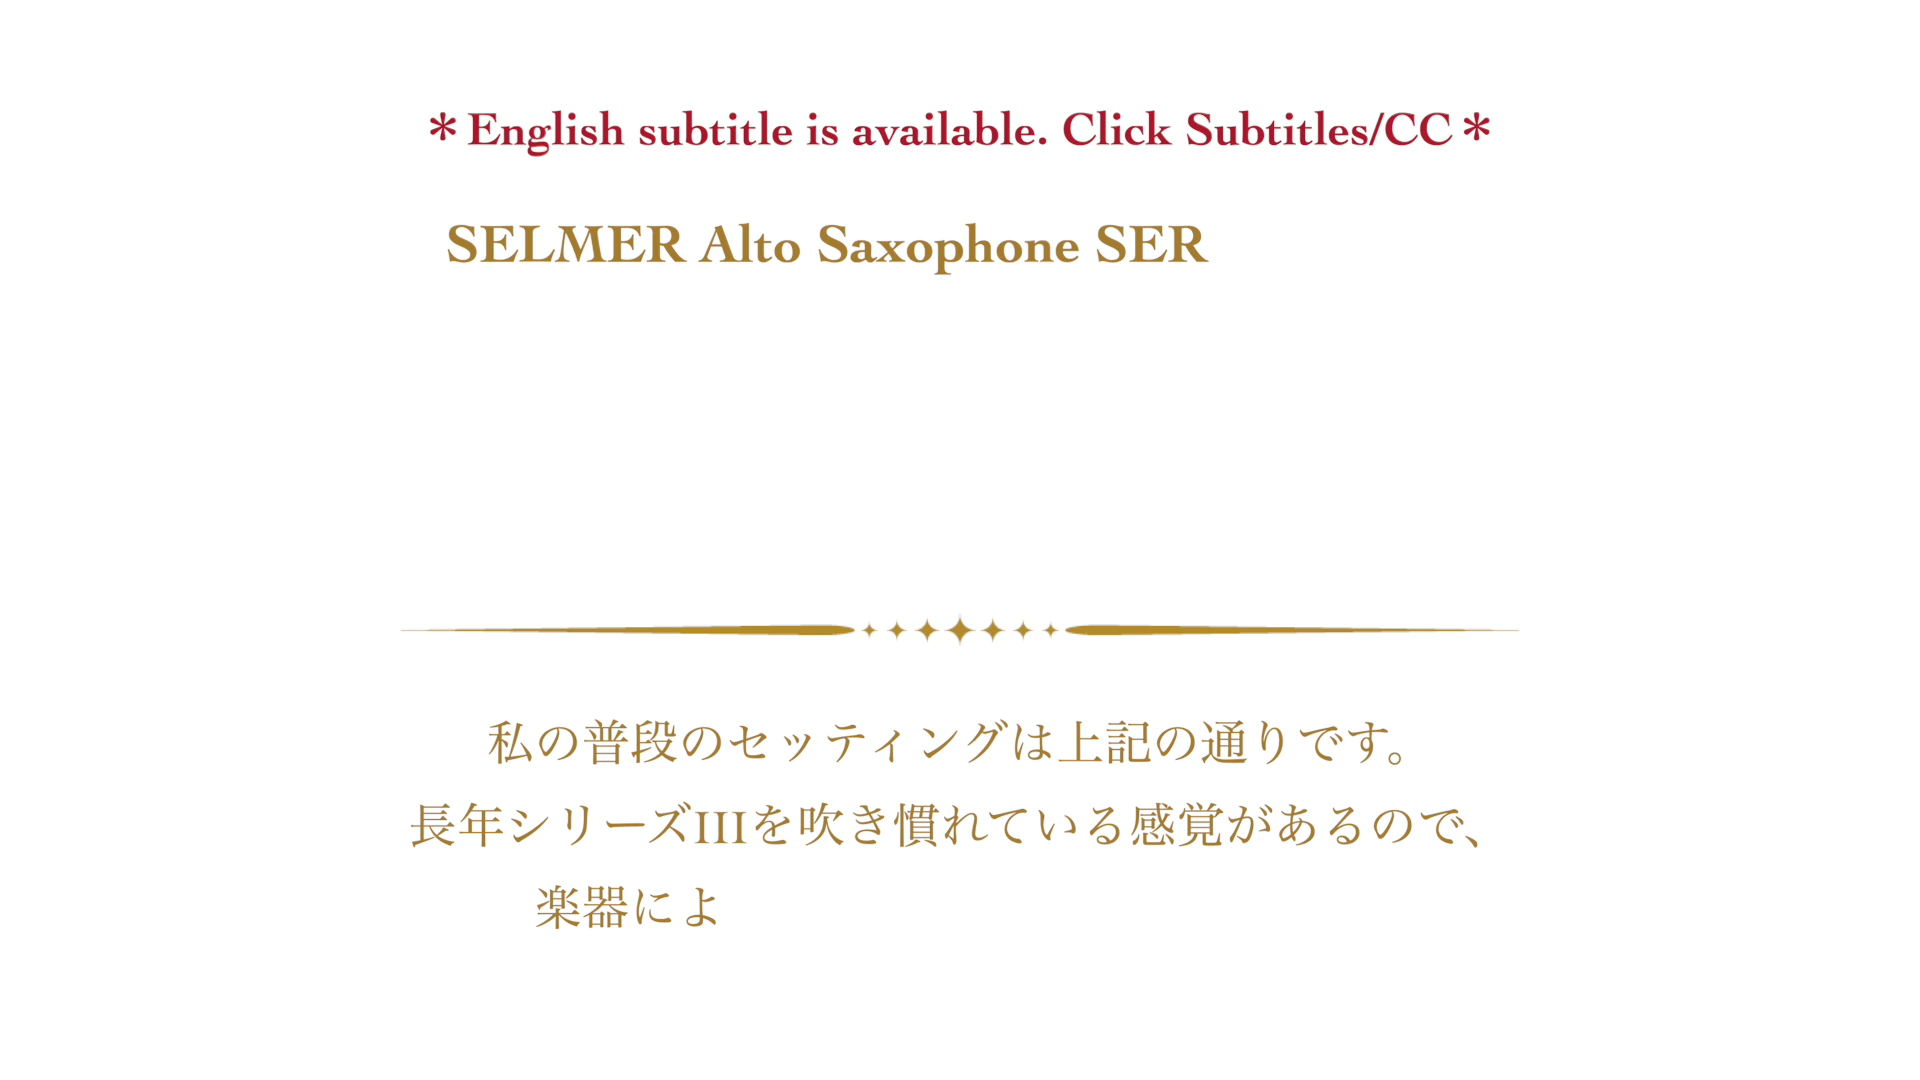 ＊English subtitle is available. Click Subtitles/CC＊
SELMER Alto Saxophone SER
私の普段のセッティングは上記の通りです。
長年シリーズIIIを吹き慣れている感覚があるので、
楽器によ